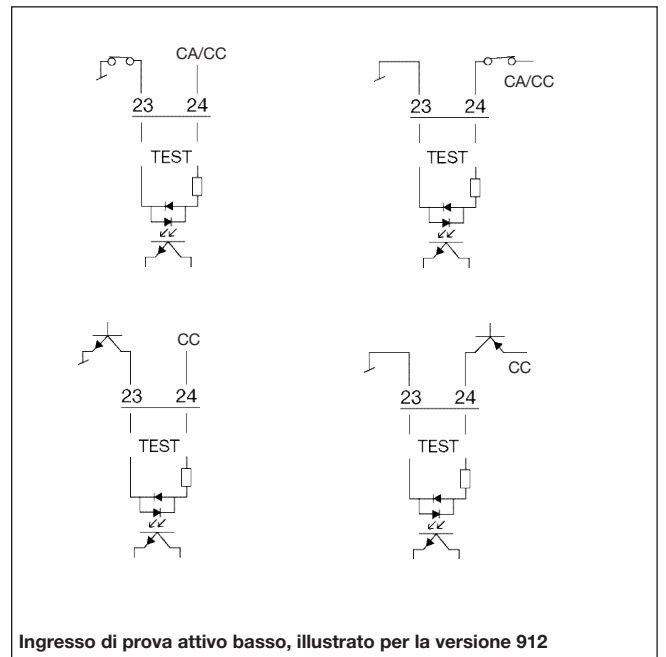 CA/CC
23 24
TEST
CA/CC
23 24
TEST
CC
23 24
TEST
CC
23 24
TEST
Ingresso di prova attivo basso, illustrato per la versione 912